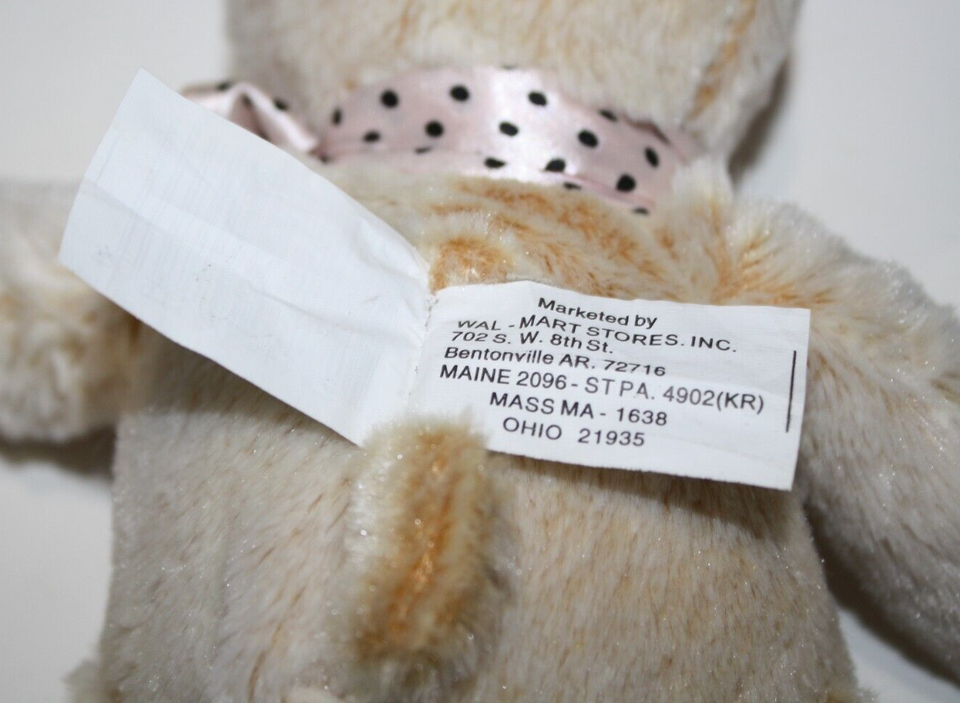 Marketed by
WAL-MART STORES. INC.
702 S. W. 8th St.
Bentonville AR. 72716
MAINE 2096-ST PA. 4902(KR)
MASS MA-1638
OHIO 21935